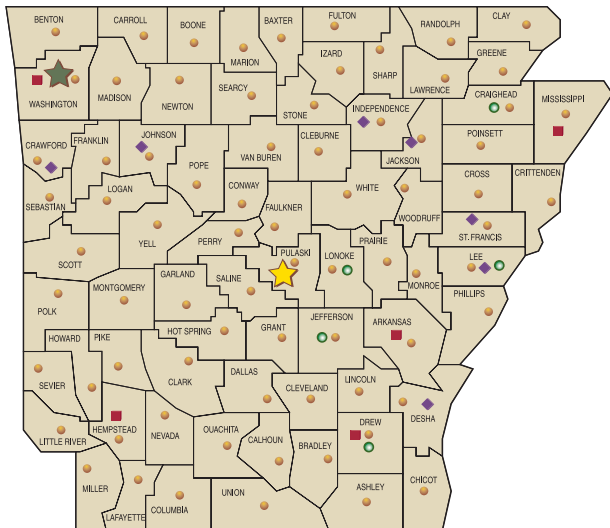 BENTON
CARROLL
BOONE
BAXTER
FULTON
RANDOLPH
CLAY
MARION
IZARD
SHARP
GREENE
WASHINGTON
MADISON
NEWTON
SEARCY
STONE
INDEPENDENCE
LAWRENCE
CRAIGHEAD
MISSISSIPPI
CRAWFORD
FRANKLIN
JOHNSON
POPE
VAN BUREN
CLEBURNE
JACKSON
POINSETT
SEBASTIAN
LOGAN
CONWAY
FAULKNER
WHITE
WOODRUFF
CROSS
CRITTENDEN
SCOTT
YELL
PERRY
PULASKI
LONOKE
PRAIRIE
ST. FRANCIS
LEE
POLK
MONTGOMERY
GARLAND
SALINE
MONROE
PHILLIPS
HOWARD
PIKE
HOT SPRING
GRANT
JEFFERSON
ARKANSAS
SEVIER
CLARK
DALLAS
CLEVELAND
LINCOLN
DESHA
LITTLE RIVER
HEMPSTEAD
NEVADA
OUACHITA
CALHOUN
BRADLEY
DREW
MILLER
LAFAYETTE
COLUMBIA
UNION
ASHLEY
CHICOT